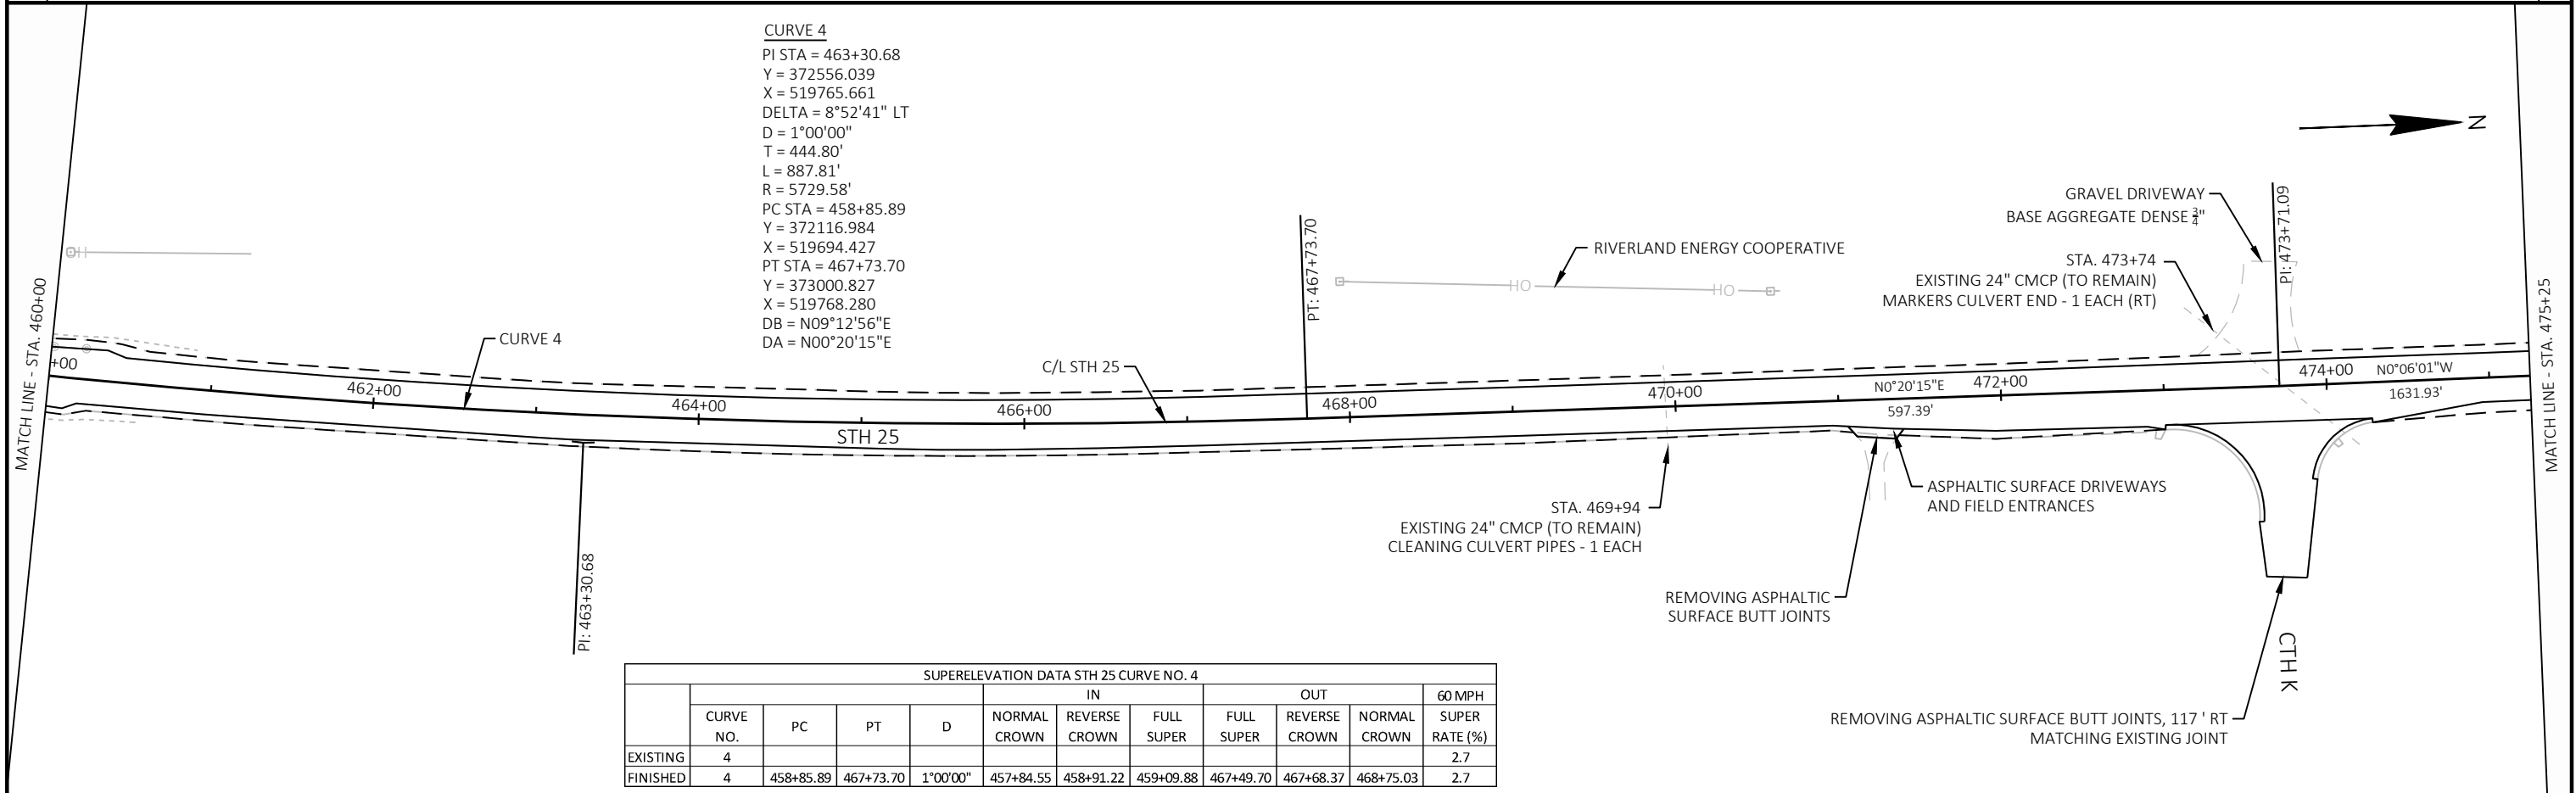 CURVE 4
PI STA = 463+30.68
Y = 372556.039
X = 519765.661
DELTA = 8°52'41" LT
D = 1°00'00"
T = 444.80'
L = 887.81'
R = 5729.58'
PC STA = 458+85.89
Y = 372116.984
X = 519694.427
PT STA = 467+73.70
Y = 373000.827
X = 519768.280
DB = N09°12'56"E
DA = N00°20'15"E
N
MATCH LINE - STA. 460+00
OH
+00
462+00
CURVE 4
464+00
STH 25
466+00
C/L STH 25
PI: 463+30.68
PT: 467+73.70
468+00
HO
HO
RIVERLAND ENERGY COOPERATIVE
470+00
STA. 469+94
EXISTING 24" CMCP (TO REMAIN)
CLEANING CULVERT PIPES - 1 EACH
N0°20'15"E
597.39'
472+00
GRAVEL DRIVEWAY
BASE AGGREGATE DENSE 3/4"
STA. 473+74
EXISTING 24" CMCP (TO REMAIN)
MARKERS CULVERT END - 1 EACH (RT)
PI: 473+71.09
474+00
N0°06'01"W
1631.93'
MATCH LINE - STA. 475+25
ASPHALTIC SURFACE DRIVEWAYS
AND FIELD ENTRANCES
REMOVING ASPHALTIC
SURFACE BUTT JOINTS
CTH K
REMOVING ASPHALTIC SURFACE BUTT JOINTS, 117 ' RT
MATCHING EXISTING JOINT
SUPERELEVATION DATA STH 25 CURVE NO. 4
IN OUT 60 MPH
CURVE NO. PC PT D NORMAL CROWN REVERSE CROWN FULL SUPER FULL SUPER REVERSE CROWN NORMAL CROWN SUPER RATE (%)
EXISTING 4 2.7
FINISHED 4 458+85.89 467+73.70 1°00'00" 457+84.55 458+91.22 459+09.88 467+49.70 467+68.37 468+75.03 2.7